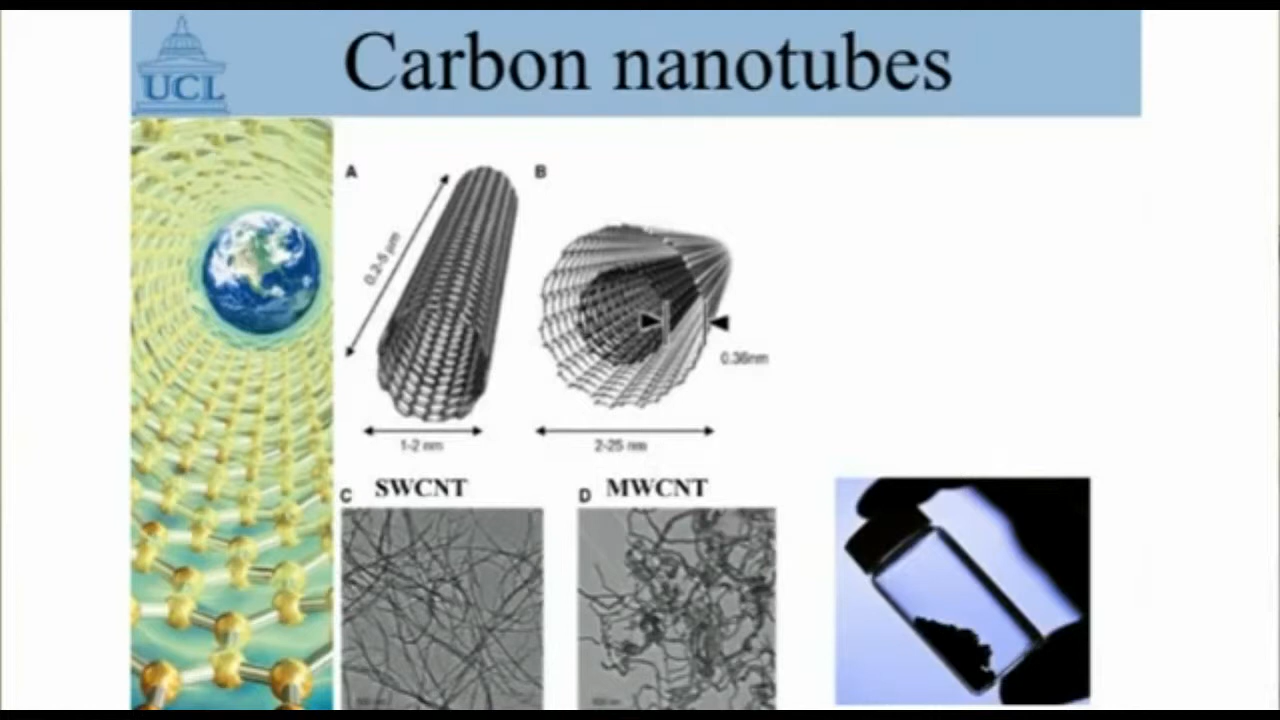 UCL
Carbon nanotubes
A
B
0.2-5 μm
0.36nm
1-2 nm
2-25 nm
C
SWCNT
D
MWCNT